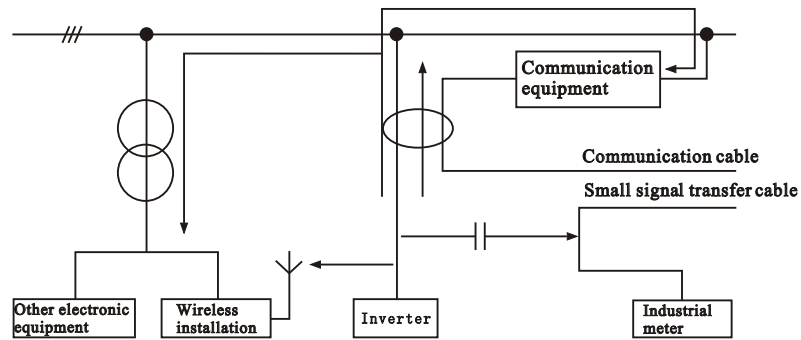 Communication
equipment
Communication cable
Small signal transfer cable
Other electronic
equipment
Wireless
installation
Inverter
Industrial
meter